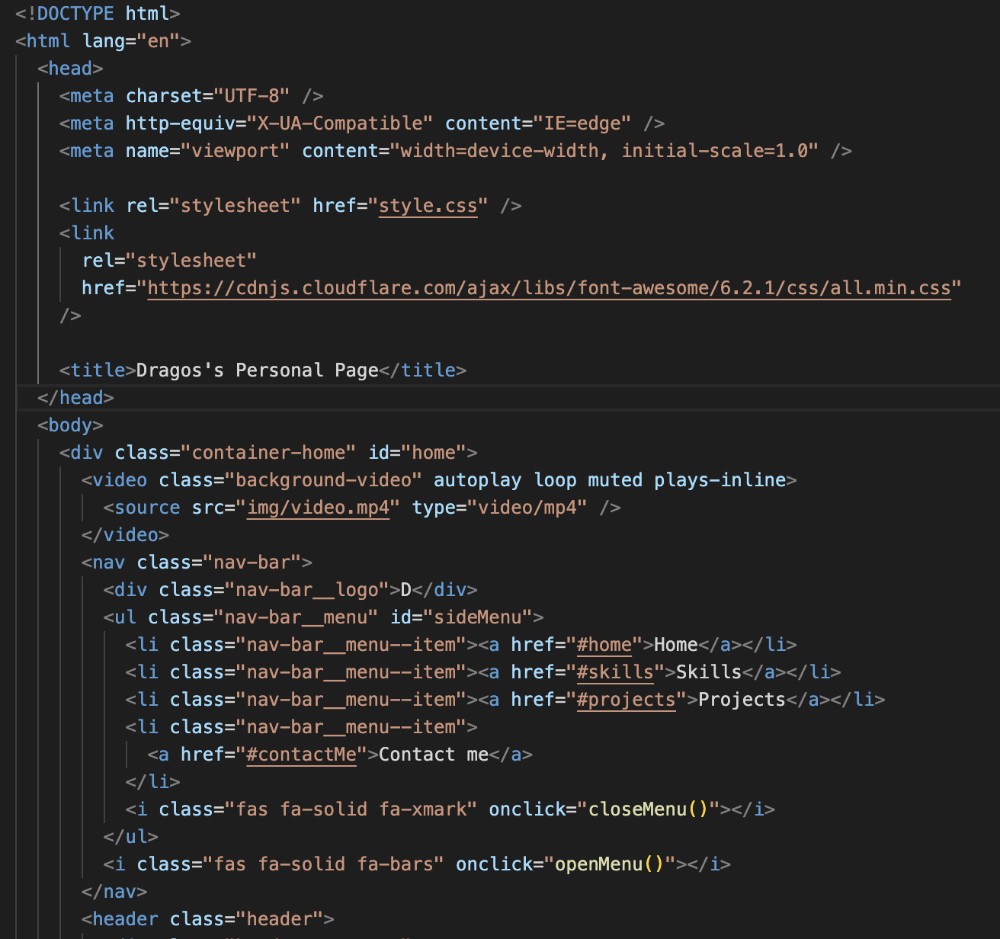 <!DOCTYPE html>
<html lang="en">
<head>
<meta charset="UTF-8" />
<meta http-equiv="X-UA-Compatible" content="IE=edge" />
<meta name="viewport" content="width=device-width, initial-scale=1.0" />
<link rel="stylesheet" href="style.css" />
<link
rel="stylesheet"
href="https://cdnjs.cloudflare.com/ajax/libs/font-awesome/6.2.1/css/all.min.css"
/>
<title>Dragos's Personal Page</title>
</head>
<body>
<div class="container-home" id="home">
<video class="background-video" autoplay loop muted plays-inline>
<source src="img/video.mp4" type="video/mp4" />
</video>
<nav class="nav-bar">
<div class="nav-bar__logo">D</div>
<ul class="nav-bar__menu" id="sideMenu">
<li class="nav-bar__menu--item"><a href="#home">Home</a></li>
<li class="nav-bar__menu--item"><a href="#skills">Skills</a></li>
<li class="nav-bar__menu--item"><a href="#projects">Projects</a></li>
<li class="nav-bar__menu--item">
<a href="#contactMe">Contact me</a>
</li>
<i class="fas fa-solid fa-xmark" onclick="closeMenu()"></i>
</ul>
<i class="fas fa-solid fa-bars" onclick="openMenu()"></i>
</nav>
<header class="header">